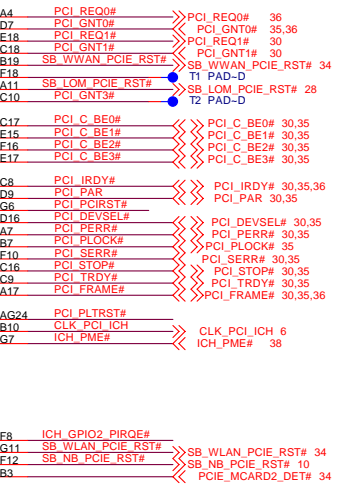 A4 PCI_REQ0# PCI_REQ0# 36
D7 PCI_GNT0# PCI_GNT0# 35,36
E18 PCI_REQ1# PCI_REQ1# 30
C18 PCI_GNT1# PCI_GNT1# 30
B19 SB_WWAN_PCIE_RST# SB_WWAN_PCIE_RST# 34
F18 T1 PAD~D
A11 SB_LOM_PCIE_RST# SB_LOM_PCIE_RST# 28
C10 PCI_GNT3# T2 PAD~D
C17 PCI_C_BE0# PCI_C_BE0# 30,35
E15 PCI_C_BE1# PCI_C_BE1# 30,35
F16 PCI_C_BE2# PCI_C_BE2# 30,35
E17 PCI_C_BE3# PCI_C_BE3# 30,35
C8 PCI_IRDY# PCI_IRDY# 30,35,36
D9 PCI_PAR PCI_PAR 30,35
G6 PCI_PCIRST#
D16 PCI_DEVSEL# PCI_DEVSEL# 30,35
A7 PCI_PERR# PCI_PERR# 30,35
B7 PCI_PLOCK# PCI_PLOCK# 35
F10 PCI_SERR# PCI_SERR# 30,35
C16 PCI_STOP# PCI_STOP# 30,35
C9 PCI_TRDY# PCI_TRDY# 30,35
A17 PCI_FRAME# PCI_FRAME# 30,35,36
AG24 PCI_PLTRST#
B10 CLK_PCI_ICH CLK_PCI_ICH 6
G7 ICH_PME# ICH_PME# 38
F8 ICH_GPIO2_PIRQE#
G11 SB_WLAN_PCIE_RST# SB_WLAN_PCIE_RST# 34
F12 SB_NB_PCIE_RST# SB_NB_PCIE_RST# 10
B3 PCIE_MCARD2_DET# 34